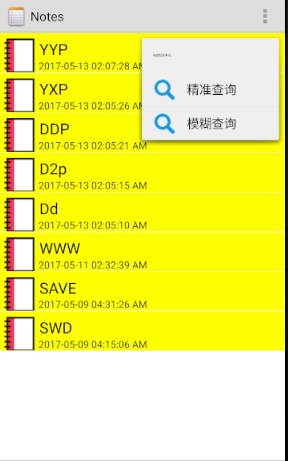 Notes
YYP
2017-05-13 02:07:28 AM
精准查询
YXP
2017-05-13 02:05:26 AM
模糊查询
DDP
2017-05-13 02:05:21 AM
D2p
2017-05-13 02:05:15 AM
Dd
2017-05-13 02:05:10 AM
WWW
2017-05-11 02:32:39 AM
SAVE
2017-05-09 04:31:26 AM
SWD
2017-05-09 04:15:06 AM